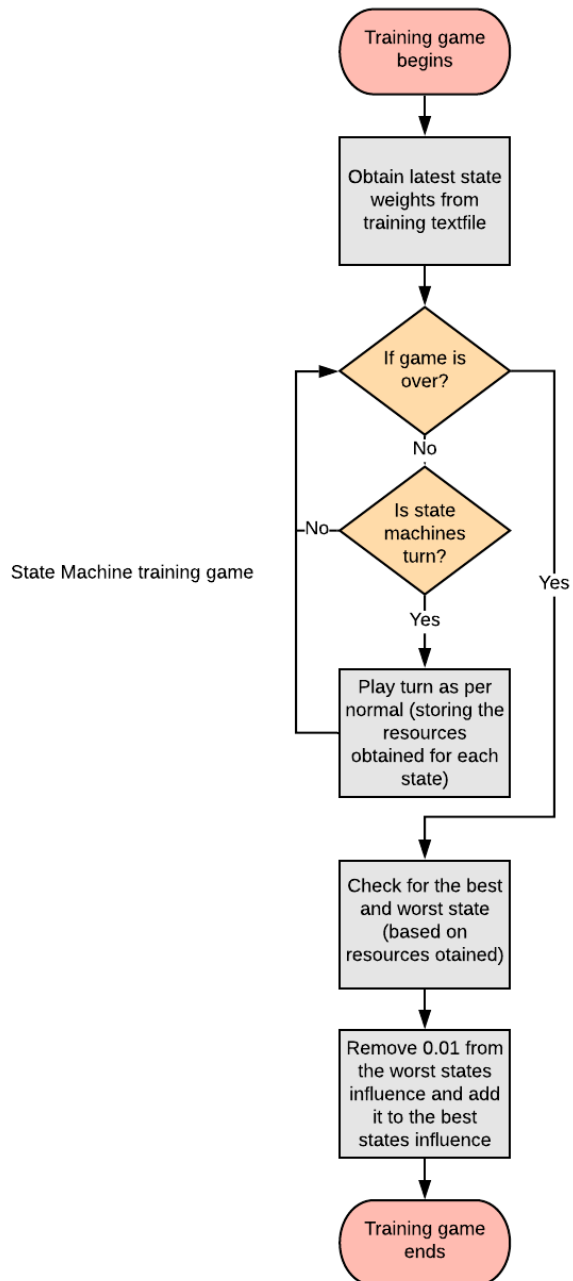 Training game
begins
Obtain latest state
weights from
training textfile
If game is
over?
No
Is state
machines
turn?
No
State Machine training game
Yes
Yes
Play turn as per
normal (storing the
resources
obtained for each
state)
Check for the best
and worst state
(based on
resources otained)
Remove 0.01 from
the worst states
influence and add
it to the best
states influence
Training game
ends